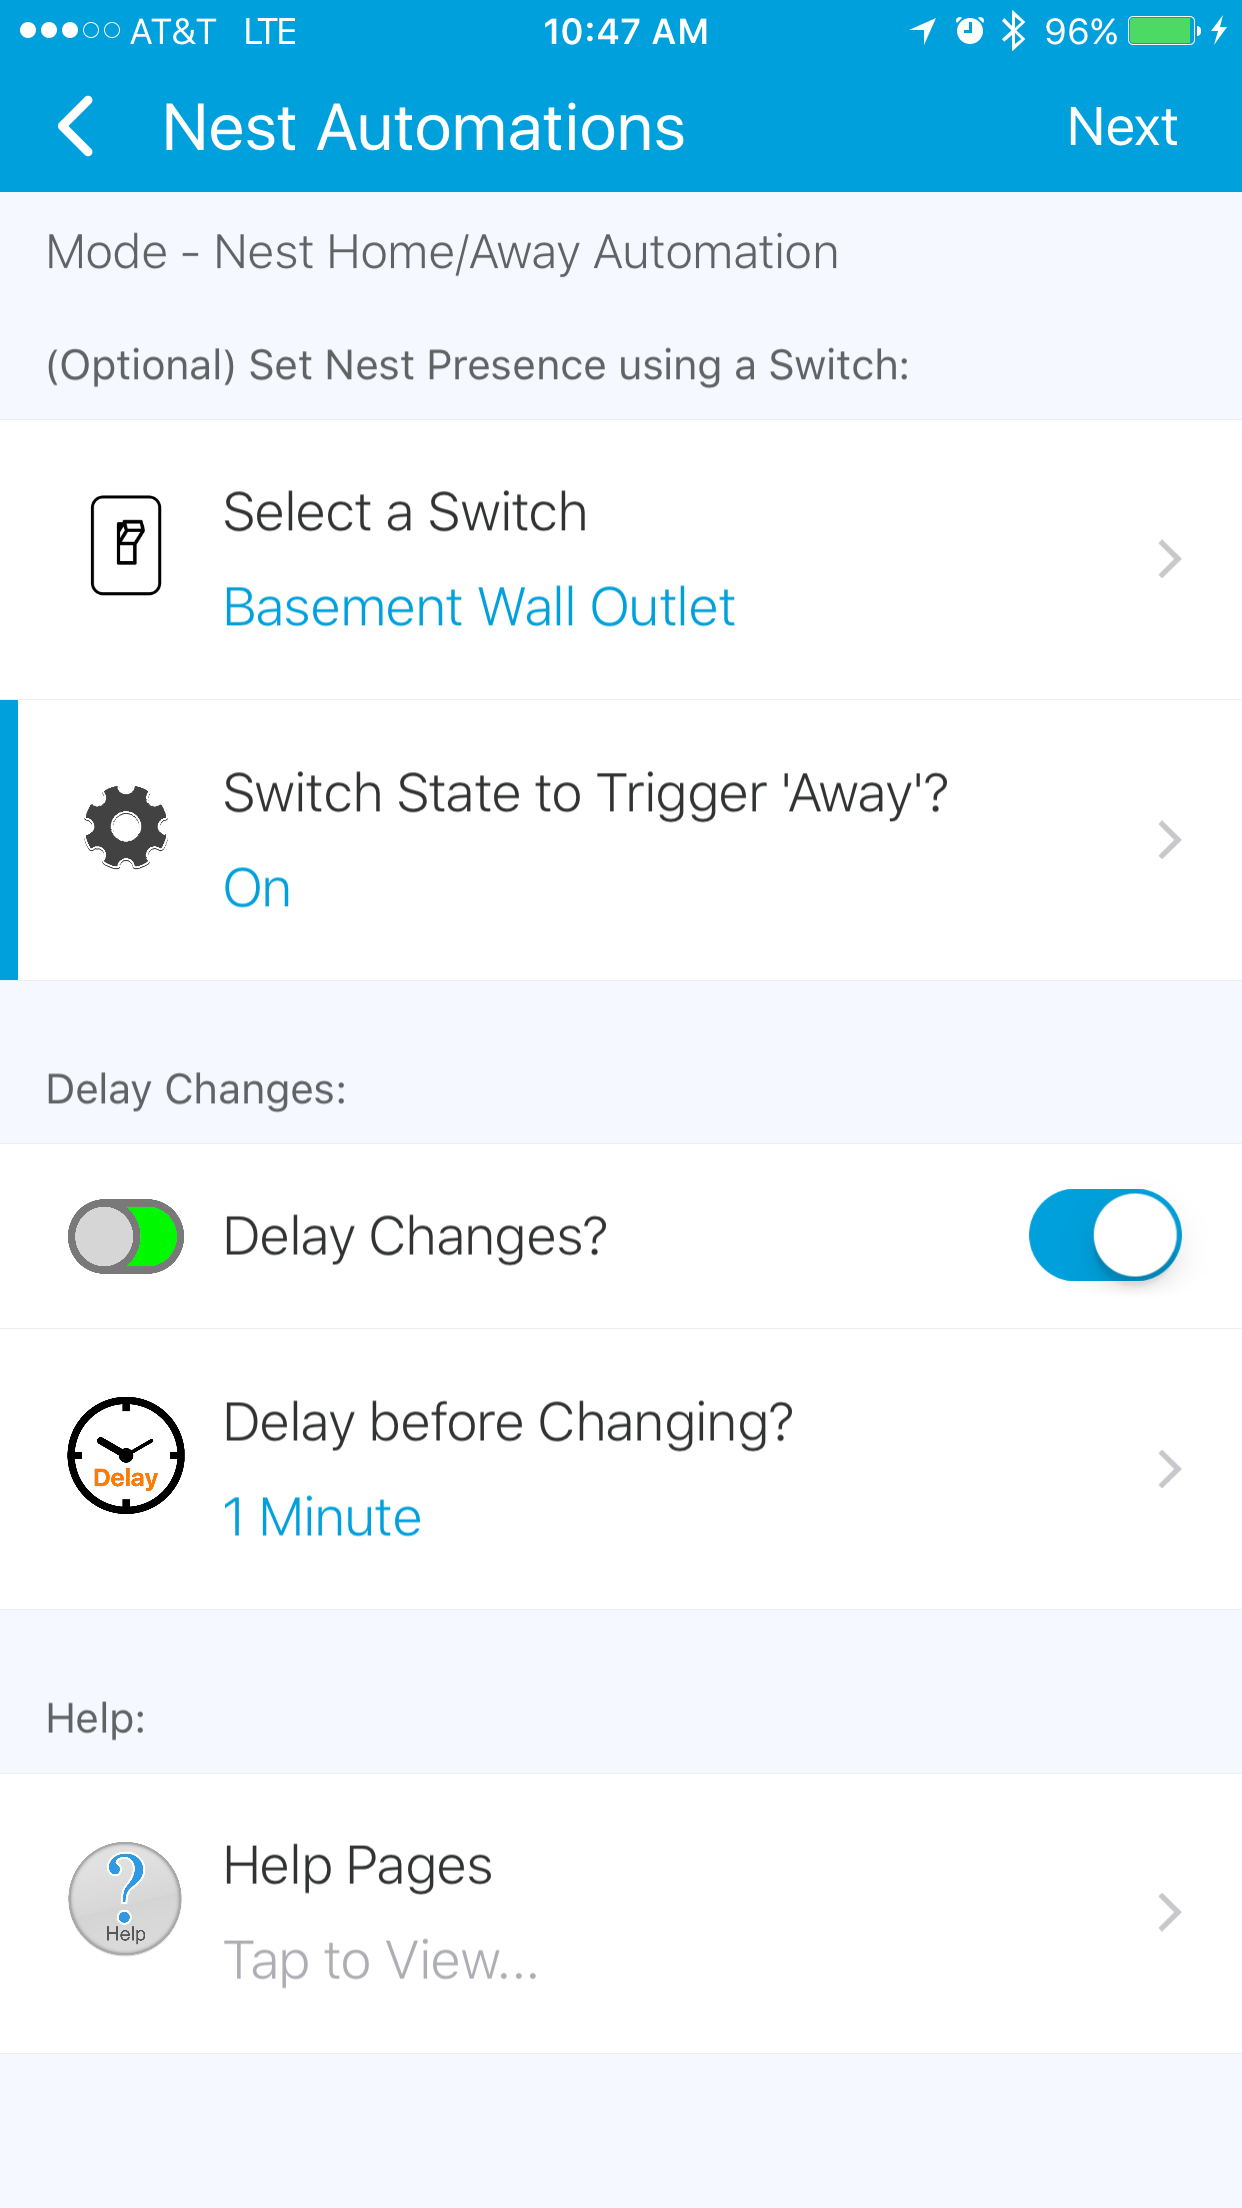 AT&T LTE 10:47 AM 96%
Nest Automations Next
Mode - Nest Home/Away Automation
(Optional) Set Nest Presence using a Switch:
Select a Switch
Basement Wall Outlet
Switch State to Trigger 'Away'?
On
Delay Changes:
Delay Changes?
Delay before Changing?
Delay
1 Minute
Help:
Help Pages
Help
Tap to View...